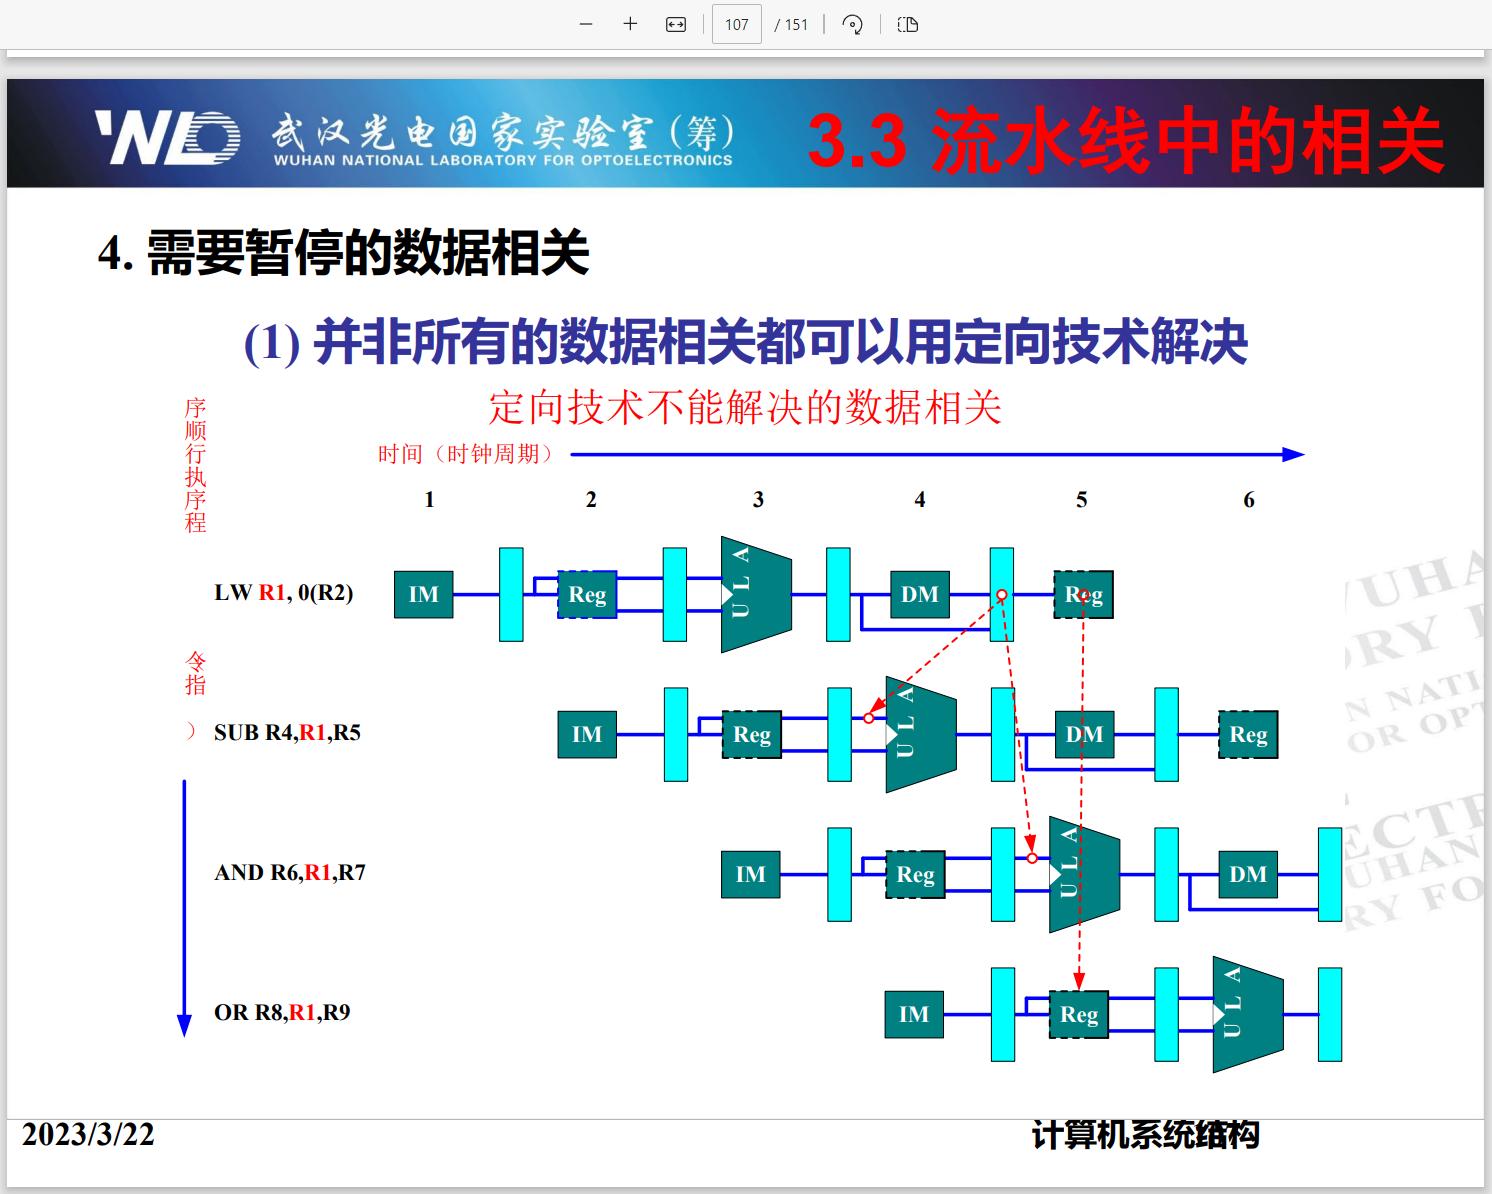 107 / 151
WNLO 武汉光电国家实验室(筹)
WUHAN NATIONAL LABORATORY FOR OPTOELECTRONICS
3.3 流水线中的相关
4. 需要暂停的数据相关
(1) 并非所有的数据相关都可以用定向技术解决
定向技术不能解决的数据相关
时间（时钟周期）
1 2 3 4 5 6
序
顺
行
执
序
程
令
指
）
LW R1, 0(R2) IM Reg ULA DM Reg
SUB R4,R1,R5 IM Reg ULA DM Reg
AND R6,R1,R7 IM Reg ULA DM
OR R8,R1,R9 IM Reg ULA
2023/3/22
计算机系统结构